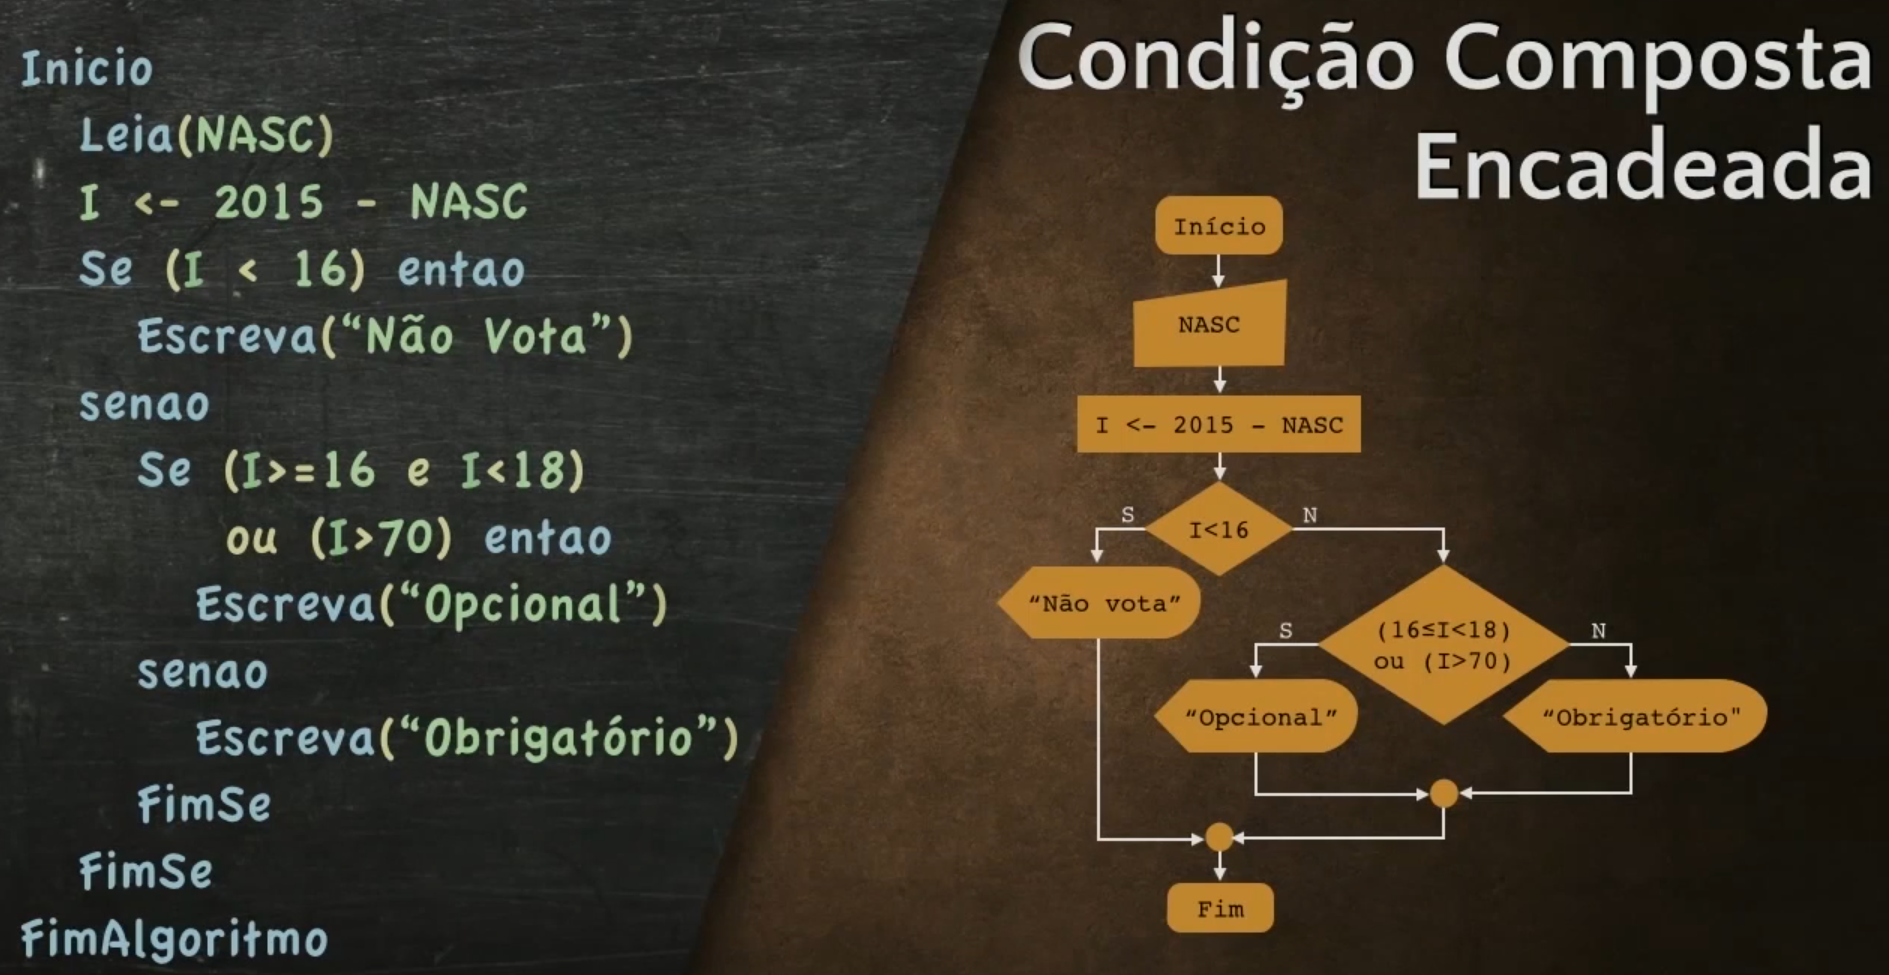 Condição Composta
Encadeada
Inicio
Leia(NASC)
I <- 2015 - NASC
Se (I < 16) entao
Escreva(“Não Vota”)
senao
Se (I>=16 e I<18)
ou (I>70) entao
Escreva(“Opcional”)
senao
Escreva(“Obrigatório”)
FimSe
FimSe
FimAlgoritmo
Início
NASC
I <- 2015 - NASC
S
I<16
N
“Não vota”
S
(16≤I<18)
ou (I>70)
N
“Opcional”
“Obrigatório"
Fim